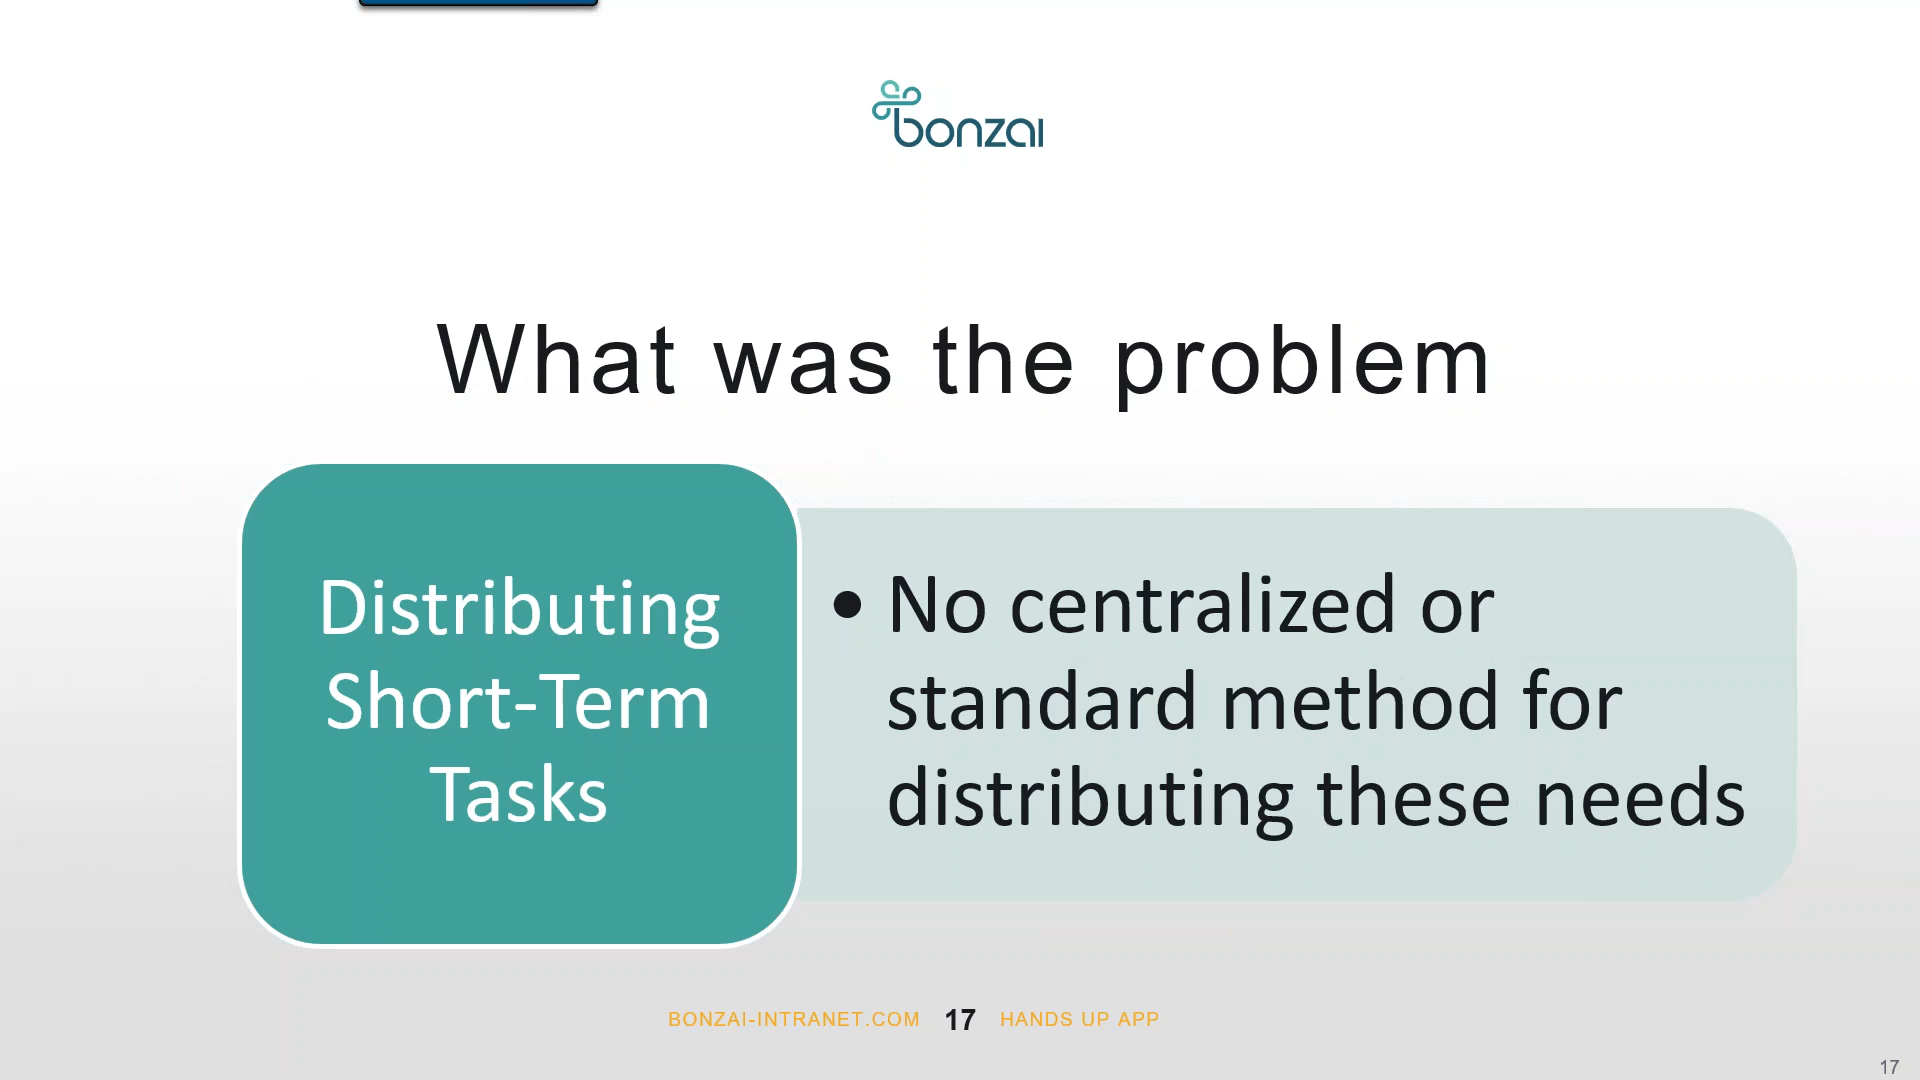 bonzai
What was the problem
Distributing
Short-Term
Tasks
• No centralized or
standard method for
distributing these needs
BONZAI-INTRANET.COM 17 HANDS UP APP
17